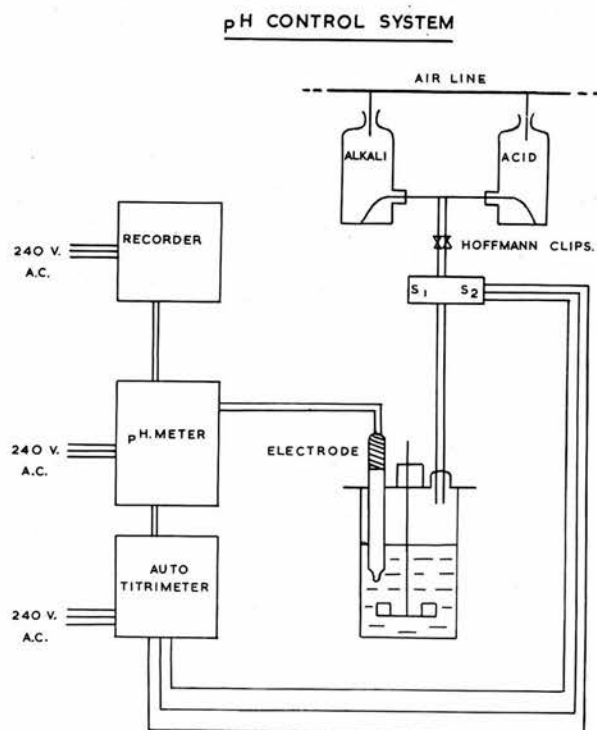 pH CONTROL SYSTEM
AIR LINE
ALKALI
ACID
RECORDER
240 V.
A.C.
HOFFMANN CLIPS.
S1 S2
pH.METER
240 V.
A.C.
ELECTRODE
AUTO
TITRIMETER
240 V.
A.C.